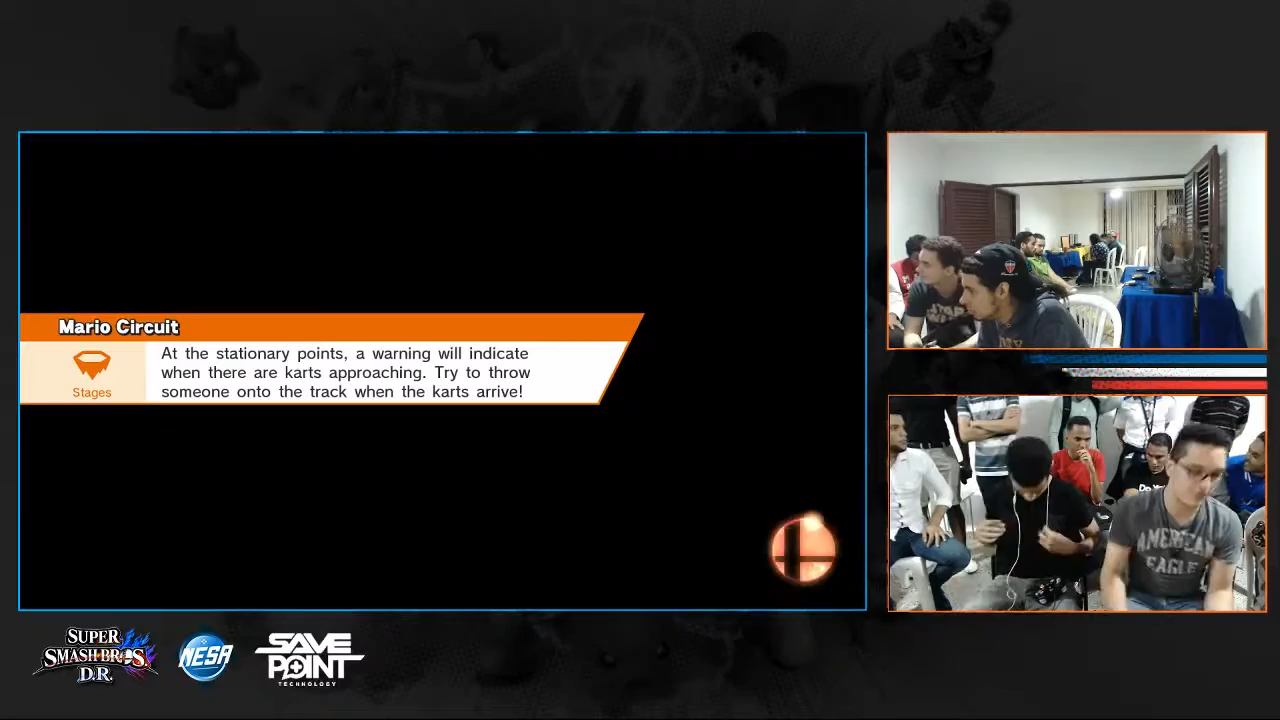 Mario Circuit
At the stationary points, a warning will indicate
when there are karts approaching. Try to throw
someone onto the track when the karts arrive!
Stages
AMERICAN
EAGLE
SUPER
SMASH BROS.
D.R.
NESA
SAVE
POINT
TECHNOLOGY